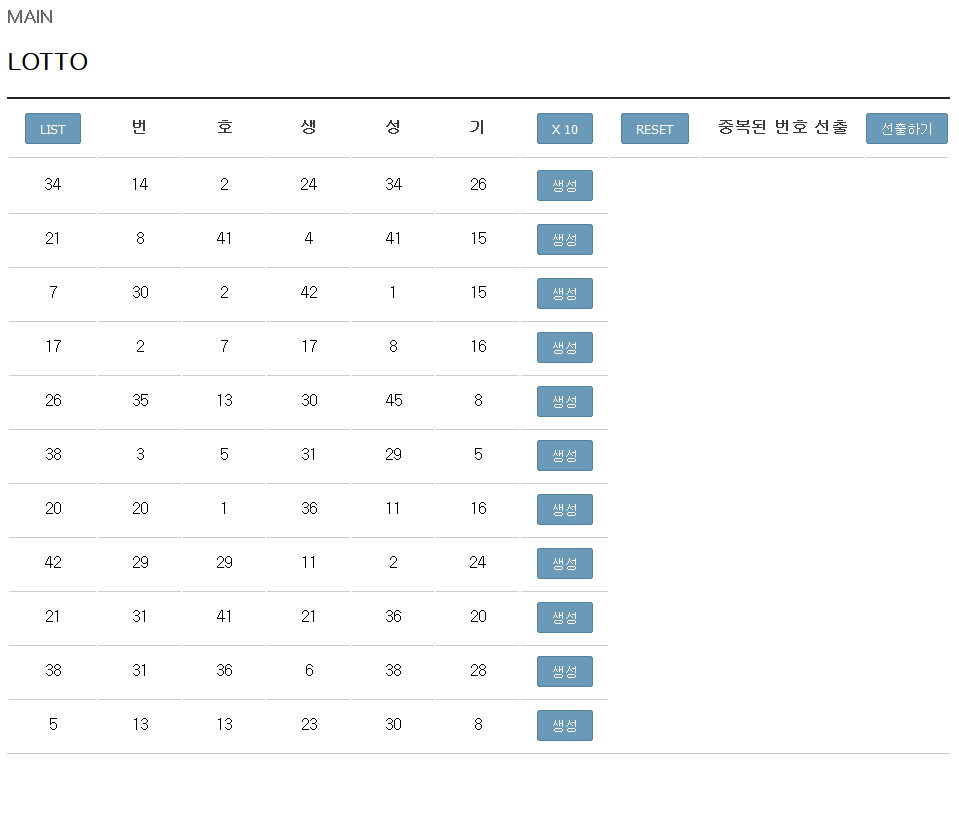 MAIN
LOTTO
LIST 번 호 생 성 기 X 10 RESET 중복된 번호 선출 선출하기
34 14 2 24 34 26 생성
21 8 41 4 41 15 생성
7 30 2 42 1 15 생성
17 2 7 17 8 16 생성
26 35 13 30 45 8 생성
38 3 5 31 29 5 생성
20 20 1 36 11 16 생성
42 29 29 11 2 24 생성
21 31 41 21 36 20 생성
38 31 36 6 38 28 생성
5 13 13 23 30 8 생성